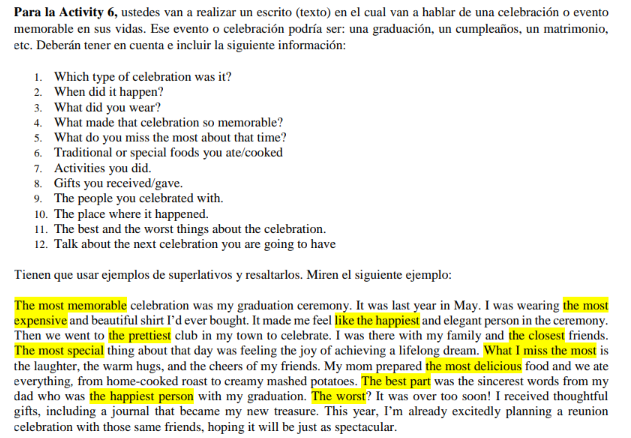 Para la Activity 6, ustedes van a realizar un escrito (texto) en el cual van a hablar de una celebración o evento
memorable en sus vidas. Ese evento o celebración podría ser: una graduación, un cumpleaños, un matrimonio,
etc. Deberán tener en cuenta e incluir la siguiente información:
1. Which type of celebration was it?
2. When did it happen?
3. What did you wear?
4. What made that celebration so memorable?
5. What do you miss the most about that time?
6. Traditional or special foods you ate/cooked
7. Activities you did.
8. Gifts you received/gave.
9. The people you celebrated with.
10. The place where it happened.
11. The best and the worst things about the celebration.
12. Talk about the next celebration you are going to have
Tienen que usar ejemplos de superlativos y resaltarlos. Miren el siguiente ejemplo:
The most memorable celebration was my graduation ceremony. It was last year in May. I was wearing the most
expensive and beautiful shirt I'd ever bought. It made me feel like the happiest and elegant person in the ceremony.
Then we went to the prettiest club in my town to celebrate. I was there with my family and the closest friends.
The most special thing about that day was feeling the joy of achieving a lifelong dream. What I miss the most is
the laughter, the warm hugs, and the cheers of my friends. My mom prepared the most delicious food and we ate
everything, from home-cooked roast to creamy mashed potatoes. The best part was the sincerest words from my
dad who was the happiest person with my graduation. The worst? It was over too soon! I received thoughtful
gifts, including a journal that became my new treasure. This year, I'm already excitedly planning a reunion
celebration with those same friends, hoping it will be just as spectacular.